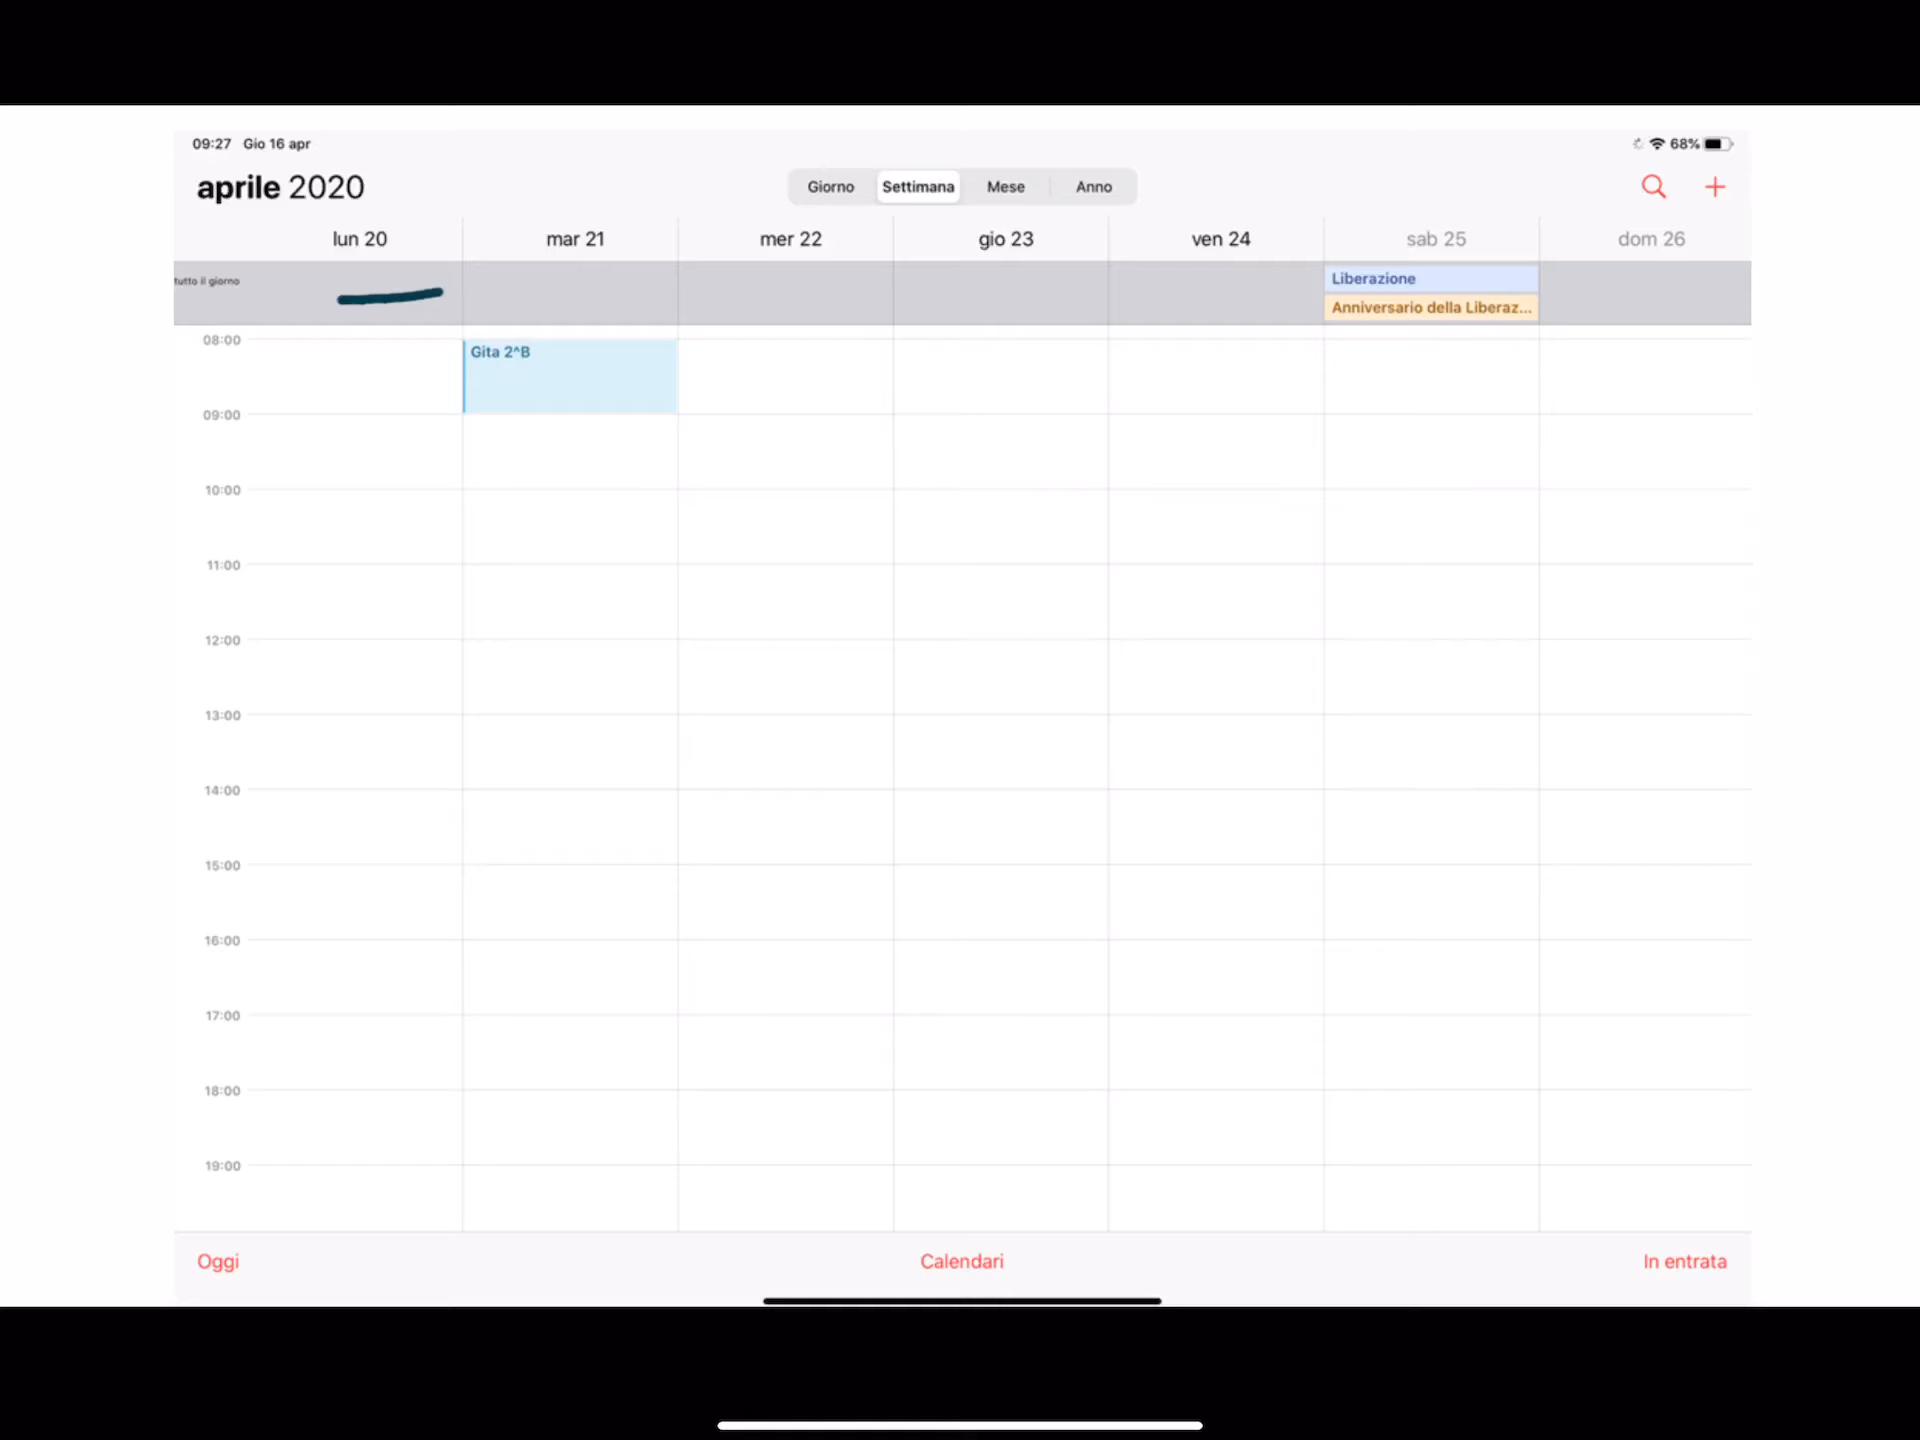 09:27 Gio 16 apr
68%
aprile 2020
Giorno Settimana Mese Anno
lun 20 mar 21 mer 22 gio 23 ven 24 sab 25 dom 26
tutto il giorno
Liberazione
Anniversario della Liberaz...
08:00
Gita 2^B
09:00
10:00
11:00
12:00
13:00
14:00
15:00
16:00
17:00
18:00
19:00
Oggi Calendari In entrata